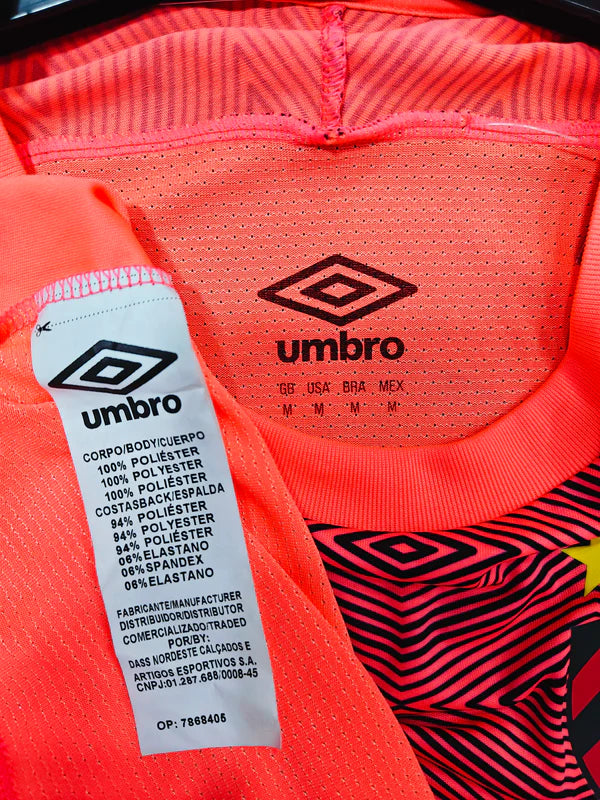 umbro
GB USA BRA MEX
M M M M
umbro
CORPO/BODY/CUERPO
100% POLIÉSTER
100% POLYESTER
100% POLIÉSTER
COSTASBACK/ESPALDA
94% POLIÉSTER
94% POLYESTER
94% POLIÉSTER
06%ELASTANO
06%SPANDEX
06%ELASTANO
FABRICANTE/MANUFACTURER
DISTRIBUIDOR/DISTRIBUTOR
COMERCIALIZADO/TRADED
POR/BY:
DASS NORDESTE CALÇADOS E
ARTIGOS ESPORTIVOS S.A.
CNPJ:01.287.688/0008-45
OP: 7868405